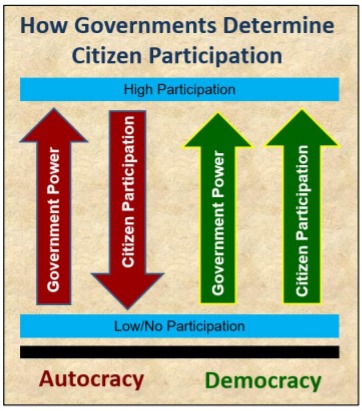 How Governments Determine
Citizen Participation
High Participation
Government Power
Citizen Participation
Government Power
Citizen Participation
Low/No Participation
Autocracy
Democracy